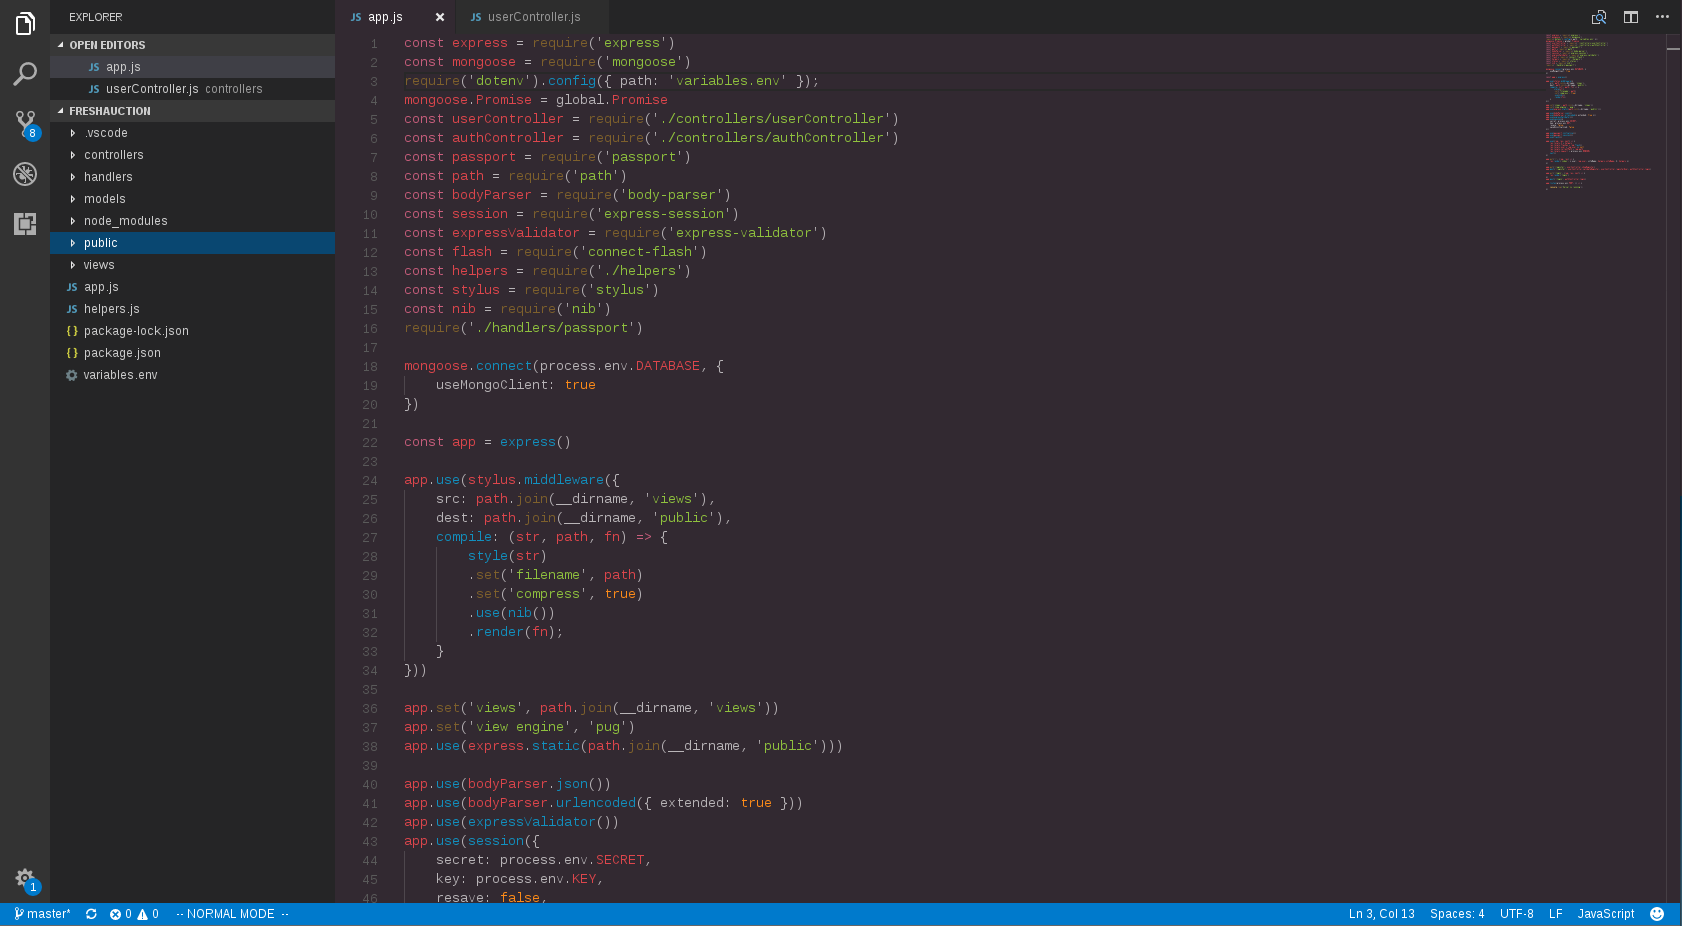 EXPLORER
OPEN EDITORS
JS app.js
JS userController.js controllers
FRESHAUCTION
.vscode
controllers
handlers
models
node_modules
public
views
JS app.js
JS helpers.js
{} package-lock.json
{} package.json
variables.env
8
1
JS app.js
JS userController.js
1 const express = require('express')
2 const mongoose = require('mongoose')
3 require('dotenv').config({ path: 'variables.env' });
4 mongoose.Promise = global.Promise
5 const userController = require('./controllers/userController')
6 const authController = require('./controllers/authController')
7 const passport = require('passport')
8 const path = require('path')
9 const bodyParser = require('body-parser')
10 const session = require('express-session')
11 const expressValidator = require('express-validator')
12 const flash = require('connect-flash')
13 const helpers = require('./helpers')
14 const stylus = require('stylus')
15 const nib = require('nib')
16 require('./handlers/passport')
17
18 mongoose.connect(process.env.DATABASE, {
19     useMongoClient: true
20 })
21
22 const app = express()
23
24 app.use(stylus.middleware({
25     src: path.join(__dirname, 'views'),
26     dest: path.join(__dirname, 'public'),
27     compile: (str, path, fn) => {
28         style(str)
29         .set('filename', path)
30         .set('compress', true)
31         .use(nib())
32         .render(fn);
33     }
34 }))
35
36 app.set('views', path.join(__dirname, 'views'))
37 app.set('view engine', 'pug')
38 app.use(express.static(path.join(__dirname, 'public')))
39
40 app.use(bodyParser.json())
41 app.use(bodyParser.urlencoded({ extended: true }))
42 app.use(expressValidator())
43 app.use(session({
44     secret: process.env.SECRET,
45     key: process.env.KEY,
46     resave: false,
master* 0 0 -- NORMAL MODE -- Ln 3, Col 13 Spaces: 4 UTF-8 LF JavaScript